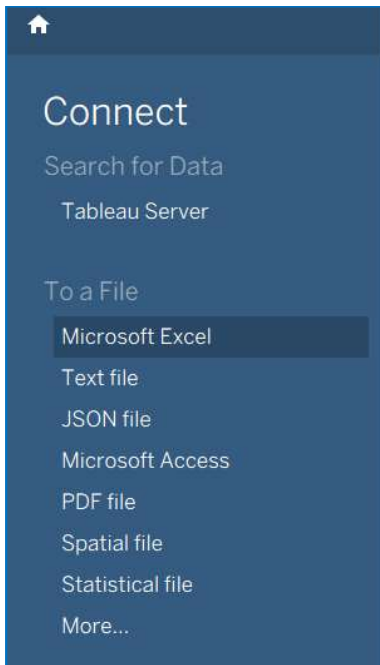 Connect
Search for Data
Tableau Server
To a File
Microsoft Excel
Text file
JSON file
Microsoft Access
PDF file
Spatial file
Statistical file
More...